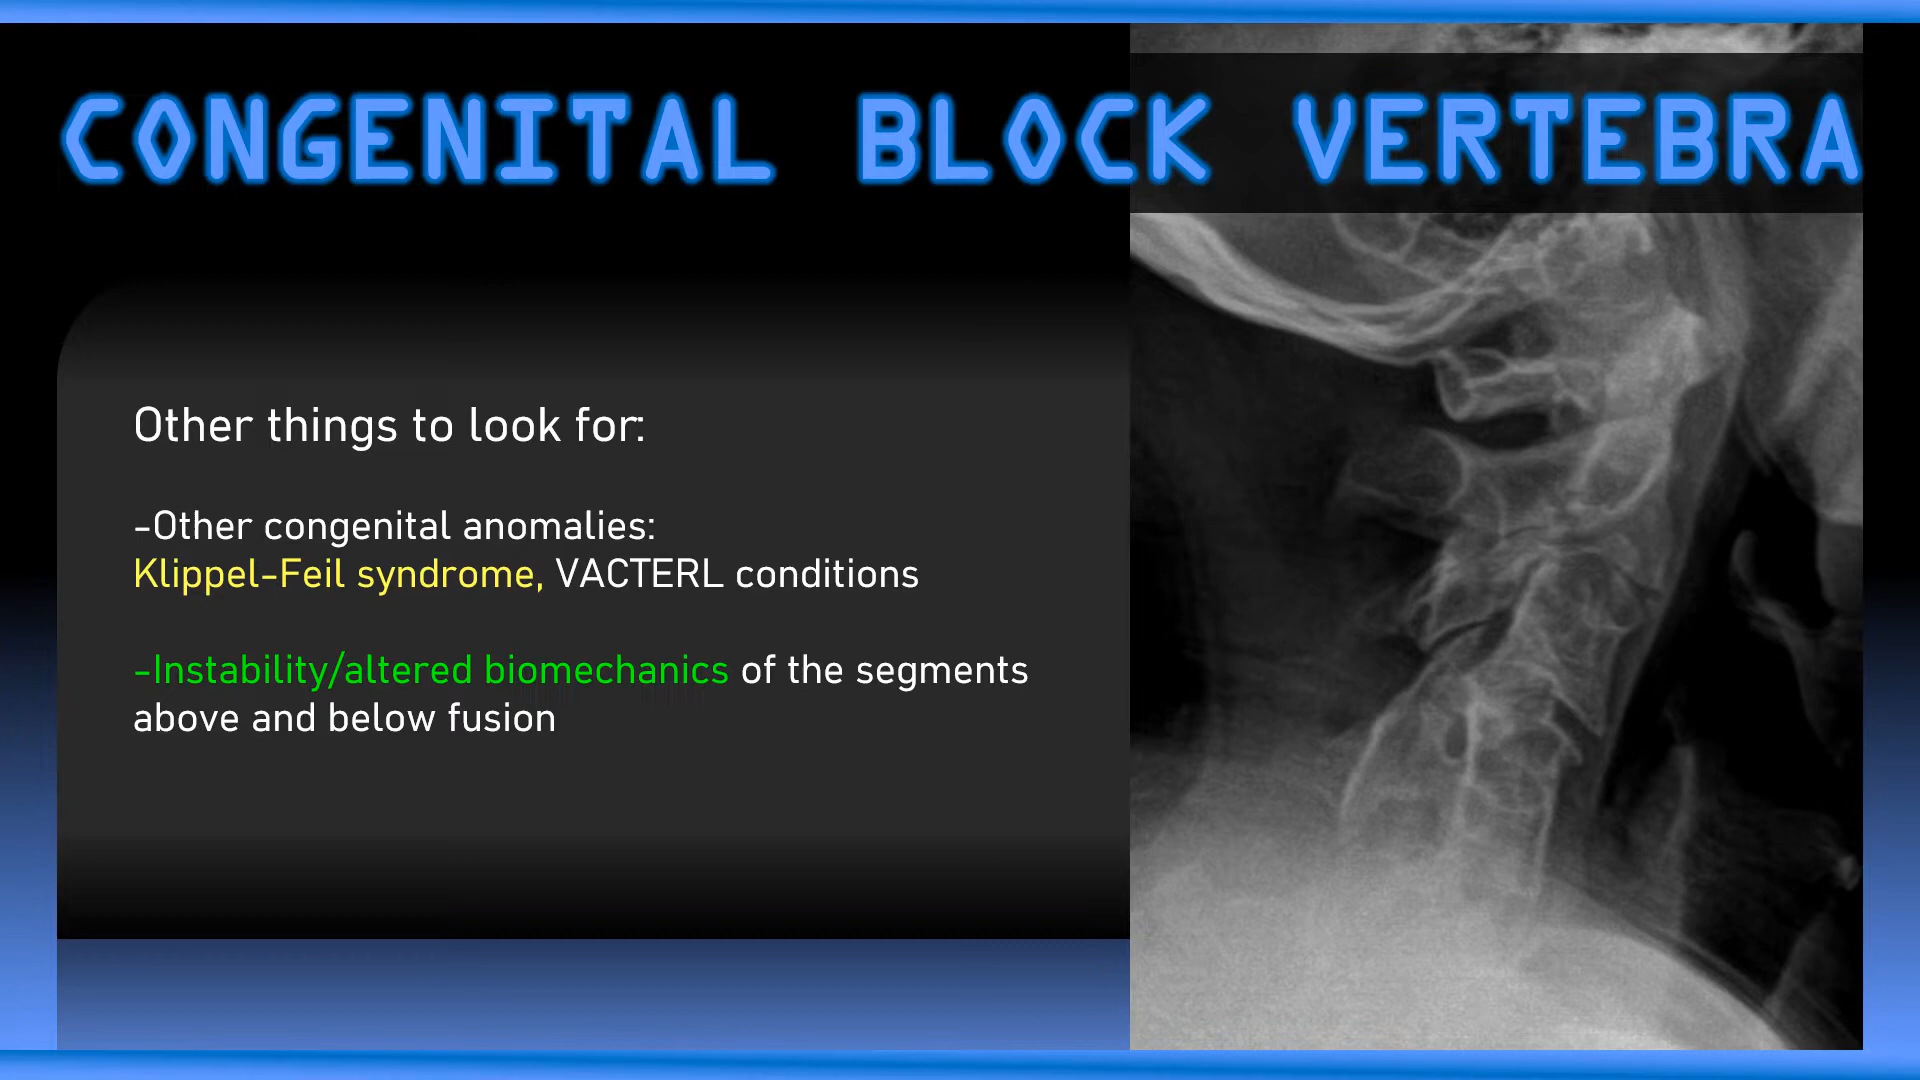 CONGENITAL BLOCK VERTEBRA
Other things to look for:
-Other congenital anomalies:
Klippel-Feil syndrome, VACTERL conditions
-Instability/altered biomechanics of the segments
above and below fusion